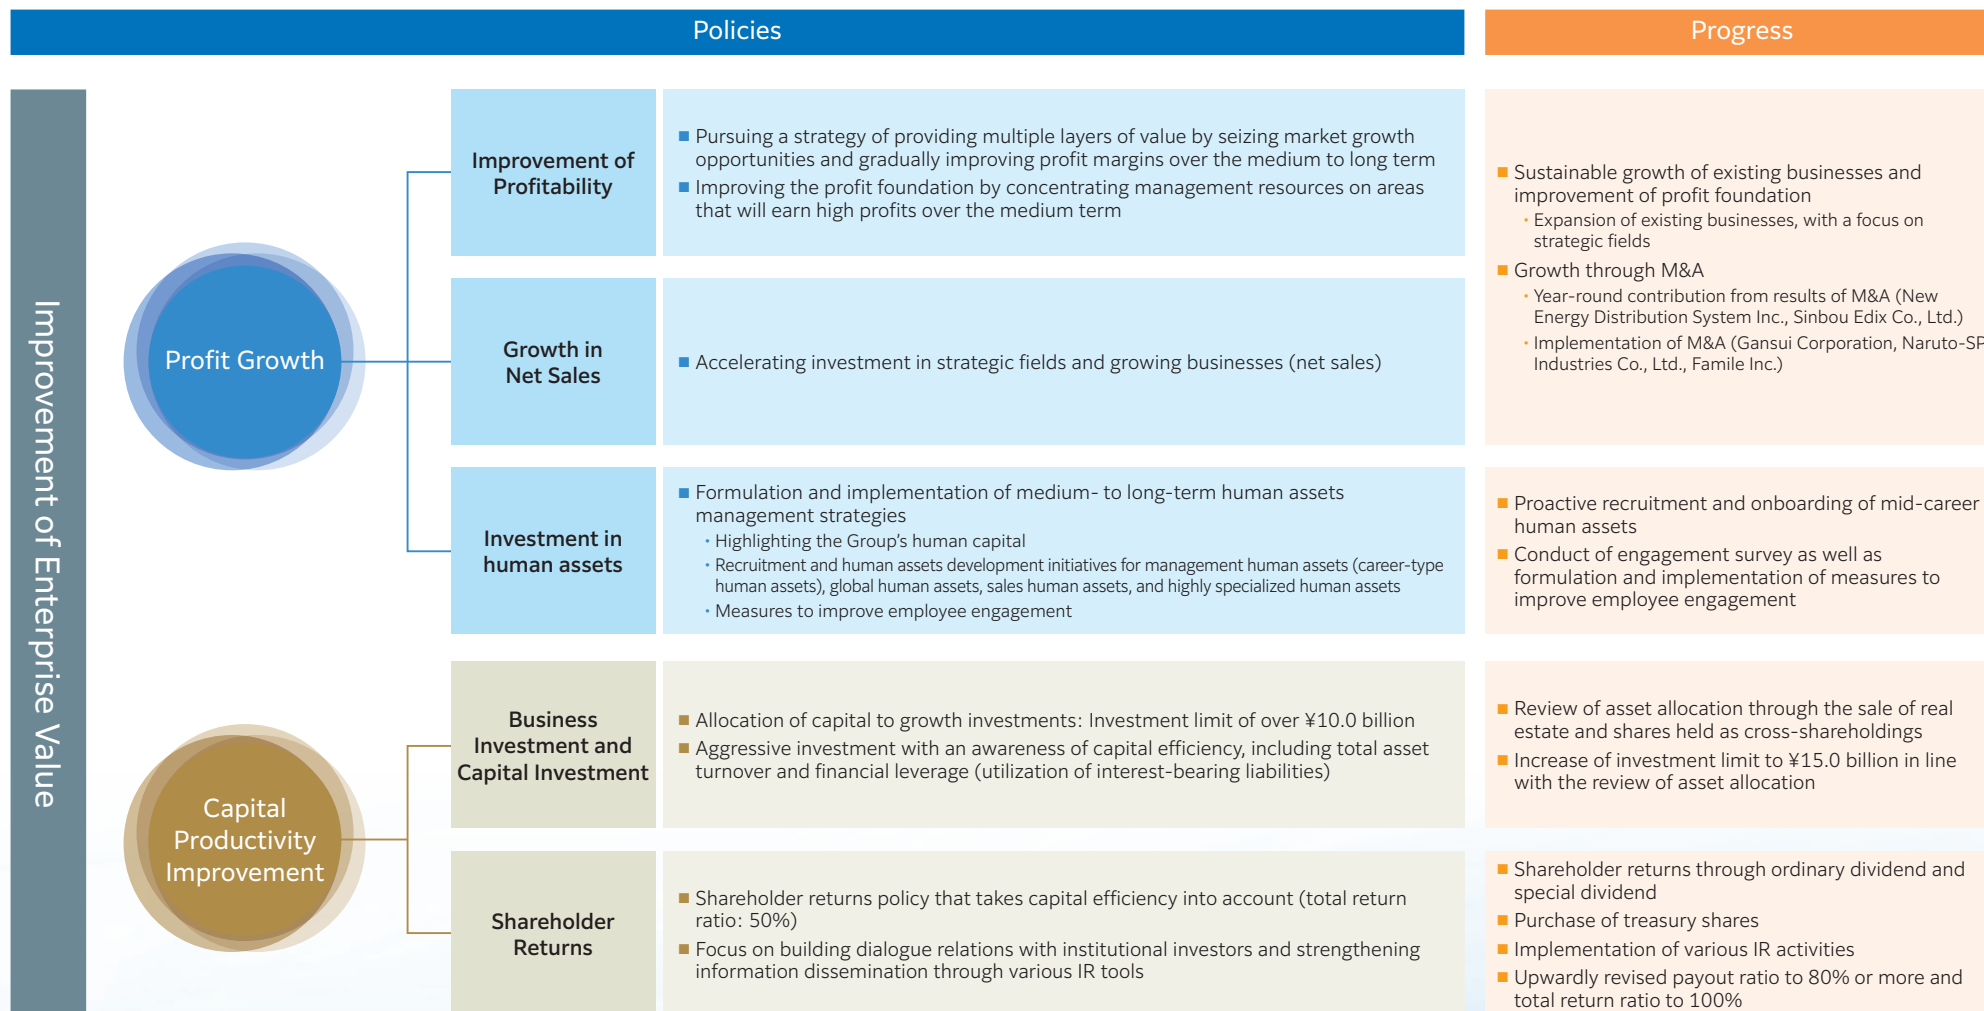 Policies
Progress
Improvement of Enterprise Value
Profit Growth
Improvement of
Profitability
■ Pursuing a strategy of providing multiple layers of value by seizing market growth
opportunities and gradually improving profit margins over the medium to long term
■ Improving the profit foundation by concentrating management resources on areas
that will earn high profits over the medium term
Growth in
Net Sales
■ Accelerating investment in strategic fields and growing businesses (net sales)
■ Sustainable growth of existing businesses and
improvement of profit foundation
・Expansion of existing businesses, with a focus on
strategic fields
■ Growth through M&A
・Year-round contribution from results of M&A (New
Energy Distribution System Inc., Sinbou Edix Co., Ltd.)
・Implementation of M&A (Gansui Corporation, Naruto-SP
Industries Co., Ltd., Famile Inc.)
Investment in
human assets
■ Formulation and implementation of medium- to long-term human assets
management strategies
・Highlighting the Group’s human capital
・Recruitment and human assets development initiatives for management human assets (career-type
human assets), global human assets, sales human assets, and highly specialized human assets
・Measures to improve employee engagement
■ Proactive recruitment and onboarding of mid-career
human assets
■ Conduct of engagement survey as well as
formulation and implementation of measures to
improve employee engagement
Capital
Productivity
Improvement
Business
Investment and
Capital Investment
■ Allocation of capital to growth investments: Investment limit of over ¥10.0 billion
■ Aggressive investment with an awareness of capital efficiency, including total asset
turnover and financial leverage (utilization of interest-bearing liabilities)
■ Review of asset allocation through the sale of real
estate and shares held as cross-shareholdings
■ Increase of investment limit to ¥15.0 billion in line
with the review of asset allocation
Shareholder
Returns
■ Shareholder returns policy that takes capital efficiency into account (total return
ratio: 50%)
■ Focus on building dialogue relations with institutional investors and strengthening
information dissemination through various IR tools
■ Shareholder returns through ordinary dividend and
special dividend
■ Purchase of treasury shares
■ Implementation of various IR activities
■ Upwardly revised payout ratio to 80% or more and
total return ratio to 100%